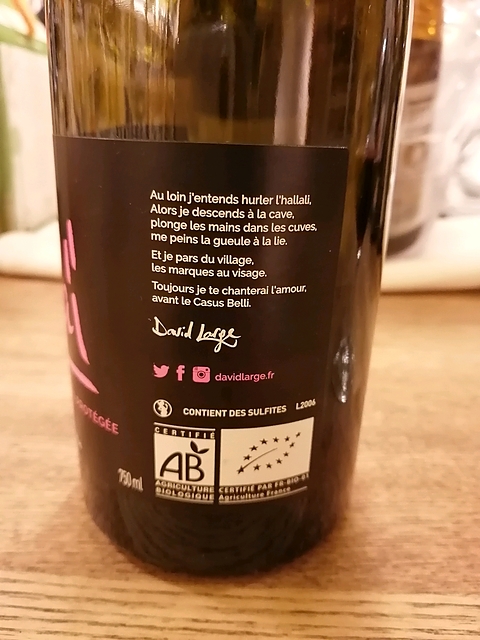 Au loin j'entends hurler l'hallali,
Alors je descends à la cave,
plonge les mains dans les cuves,
me peins la gueule à la lie.
Et je pars du village,
les marques au visage.
Toujours je te chanterai l'amour,
avant le Casus Belli.
David Large
davidlarge.fr
CONTIENT DES SULFITES L2006
PROTÉGÉE
CERTIFIÉ
AB
AGRICULTURE
BIOLOGIQUE
CERTIFIÉ PAR FR-BIO-01
Agriculture France
750 ml